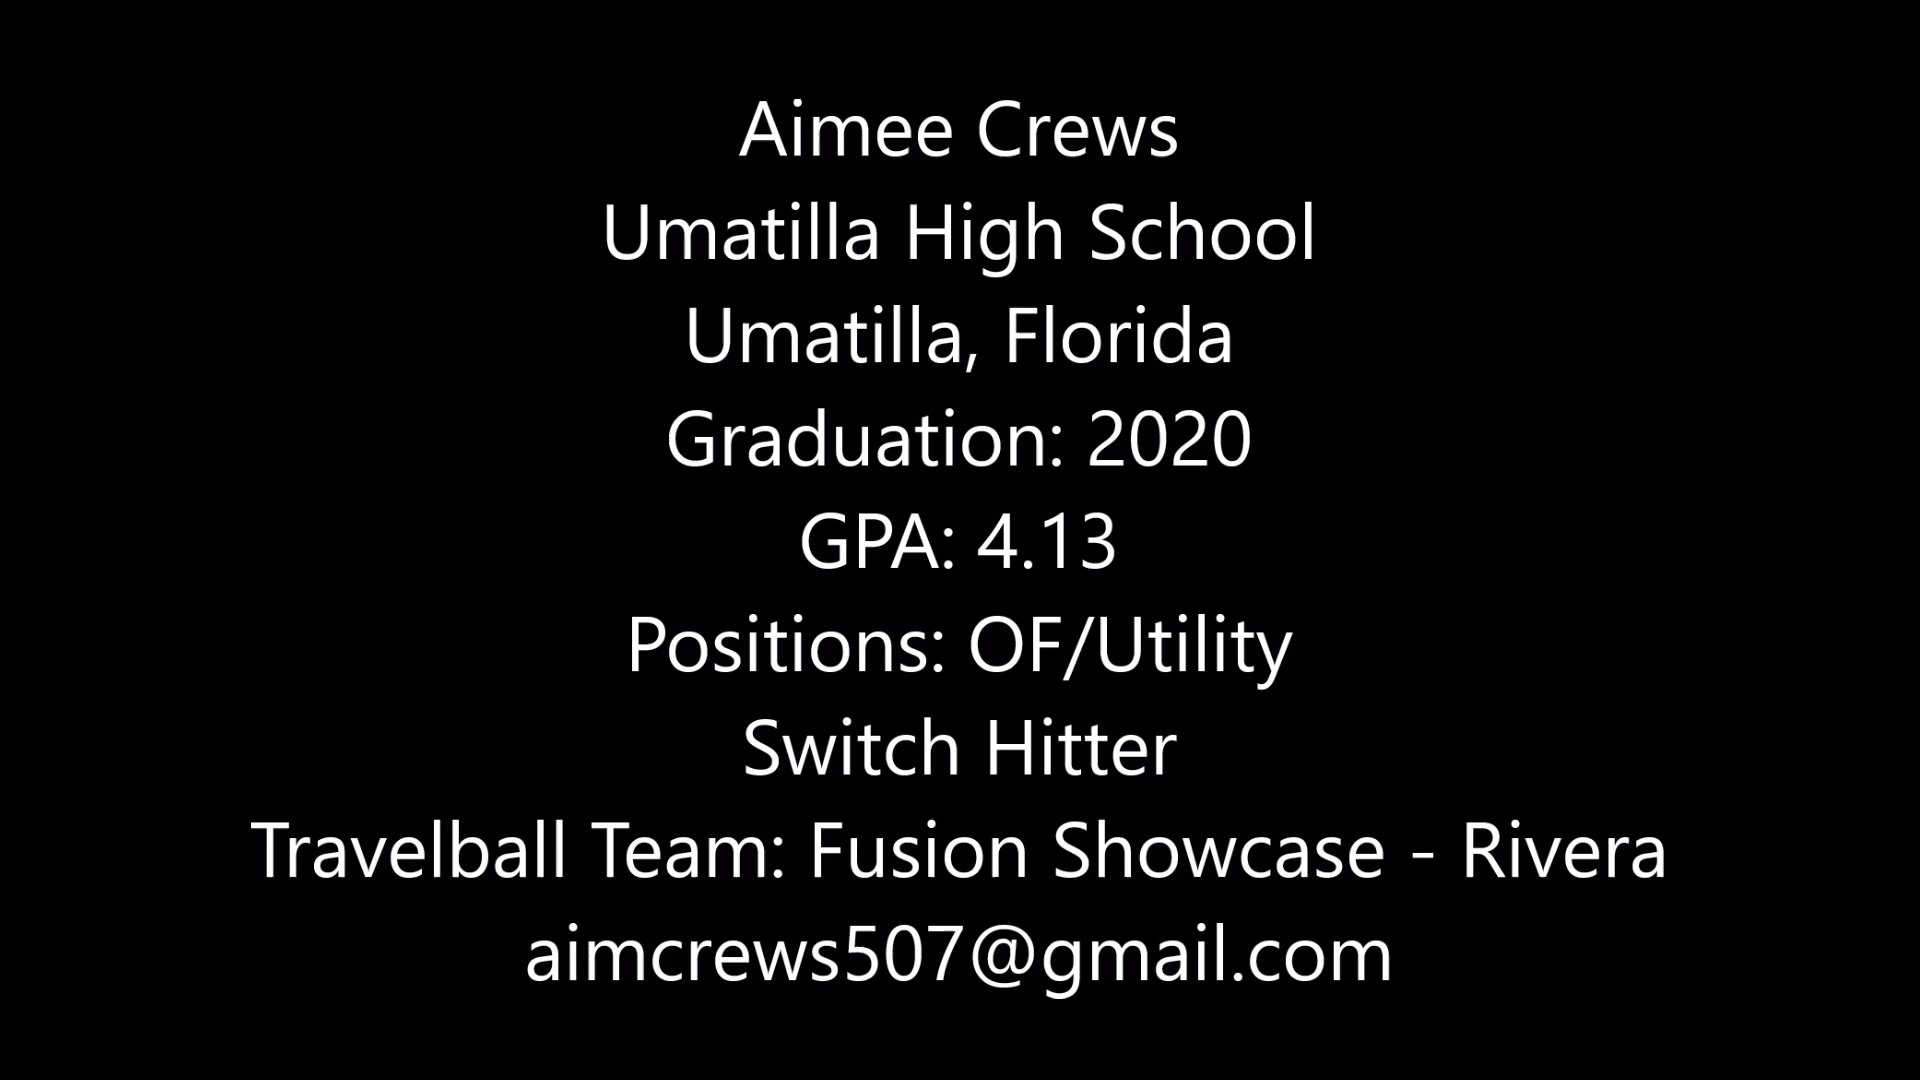 Aimee Crews
Umatilla High School
Umatilla, Florida
Graduation: 2020
GPA: 4.13
Positions: OF/Utility
Switch Hitter
Travelball Team: Fusion Showcase - Rivera
aimcrews507@gmail.com